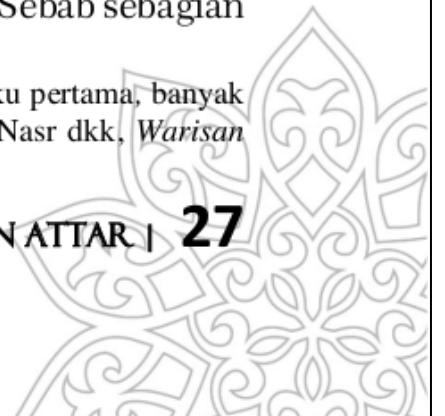 Sebab sebagian
ku pertama, banyak
Nasr dkk, Warisan
N ATTAR | 27